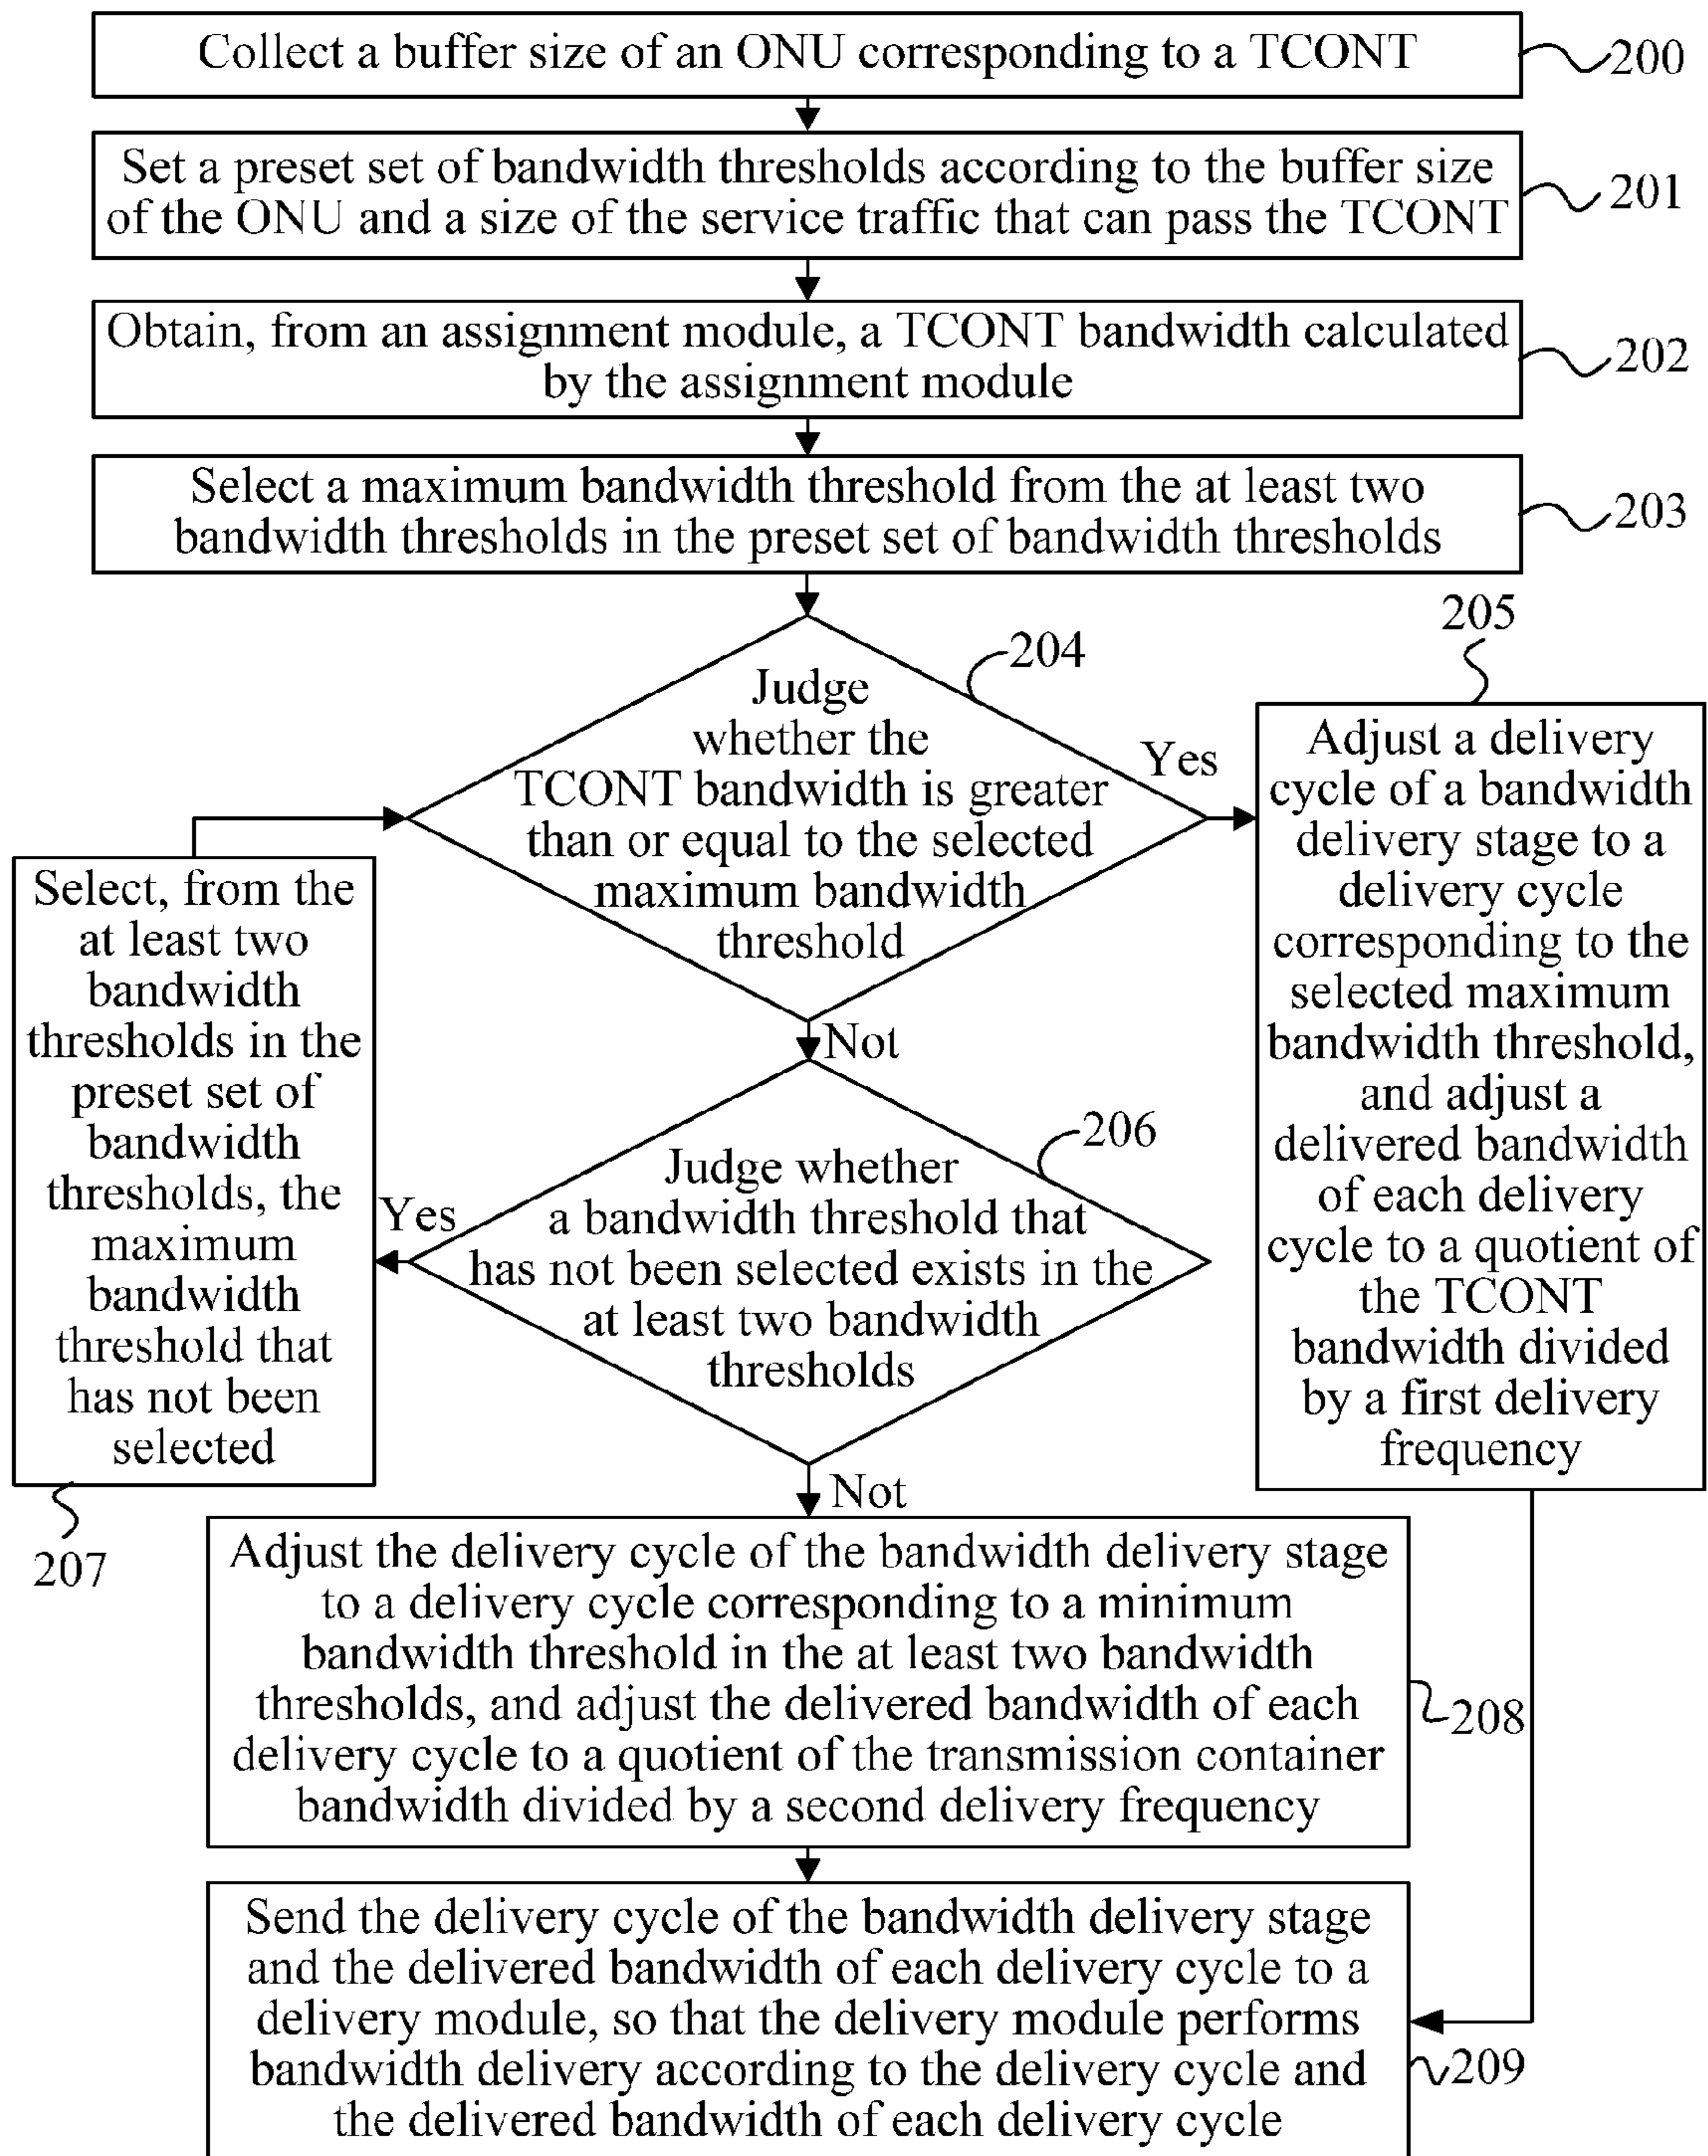 Collect a buffer size of an ONU corresponding to a TCONT
200
Set a preset set of bandwidth thresholds according to the buffer size
of the ONU and a size of the service traffic that can pass the TCONT
201
Obtain, from an assignment module, a TCONT bandwidth calculated
by the assignment module
202
Select a maximum bandwidth threshold from the at least two
bandwidth thresholds in the preset set of bandwidth thresholds
203
204
Judge
whether the
TCONT bandwidth is greater
than or equal to the selected
maximum bandwidth
threshold
Yes
Not
205
Adjust a delivery
cycle of a bandwidth
delivery stage to a
delivery cycle
corresponding to the
selected maximum
bandwidth threshold,
and adjust a
delivered bandwidth
of each delivery
cycle to a quotient of
the TCONT
bandwidth divided
by a first delivery
frequency
206
Judge whether
a bandwidth threshold that
has not been selected exists in the
at least two bandwidth
thresholds
Yes
Not
Select, from the
at least two
bandwidth
thresholds in the
preset set of
bandwidth
thresholds, the
maximum
bandwidth
threshold that
has not been
selected
207
Adjust the delivery cycle of the bandwidth delivery stage
to a delivery cycle corresponding to a minimum
bandwidth threshold in the at least two bandwidth
thresholds, and adjust the delivered bandwidth of each
delivery cycle to a quotient of the transmission container
bandwidth divided by a second delivery frequency
208
Send the delivery cycle of the bandwidth delivery stage
and the delivered bandwidth of each delivery cycle to a
delivery module, so that the delivery module performs
bandwidth delivery according to the delivery cycle and
the delivered bandwidth of each delivery cycle
209